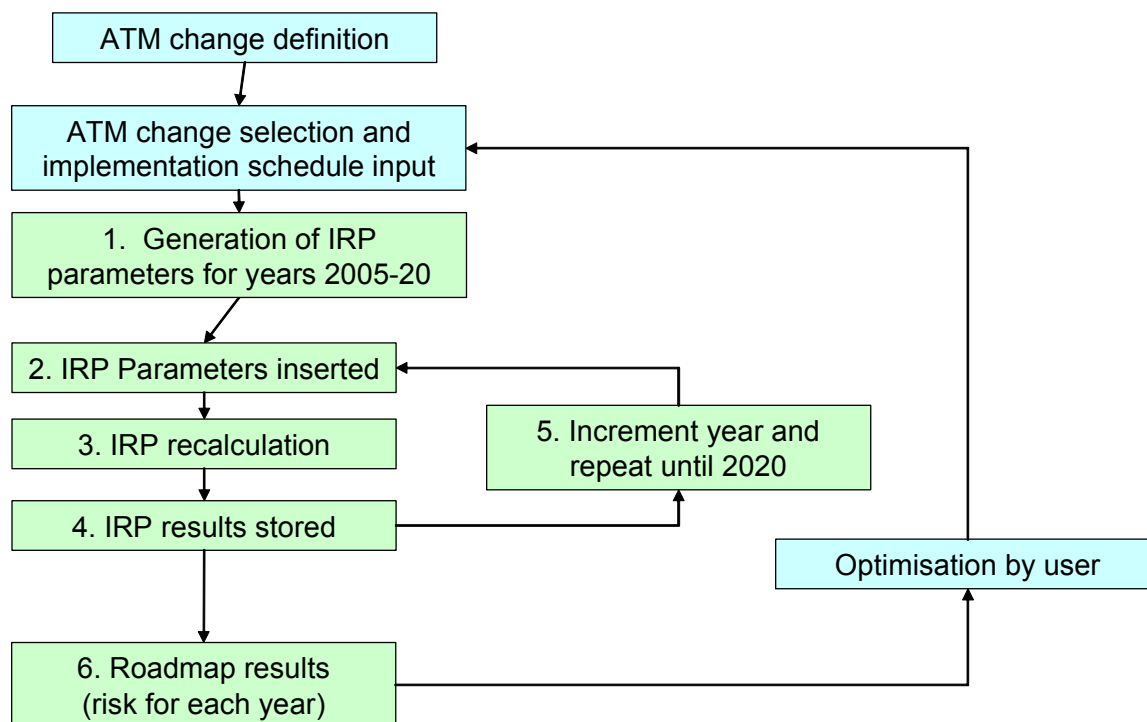 ATM change definition
ATM change selection and
implementation schedule input
1.  Generation of IRP
parameters for years 2005-20
2. IRP Parameters inserted
3. IRP recalculation
5. Increment year and
repeat until 2020
4. IRP results stored
Optimisation by user
6. Roadmap results
(risk for each year)